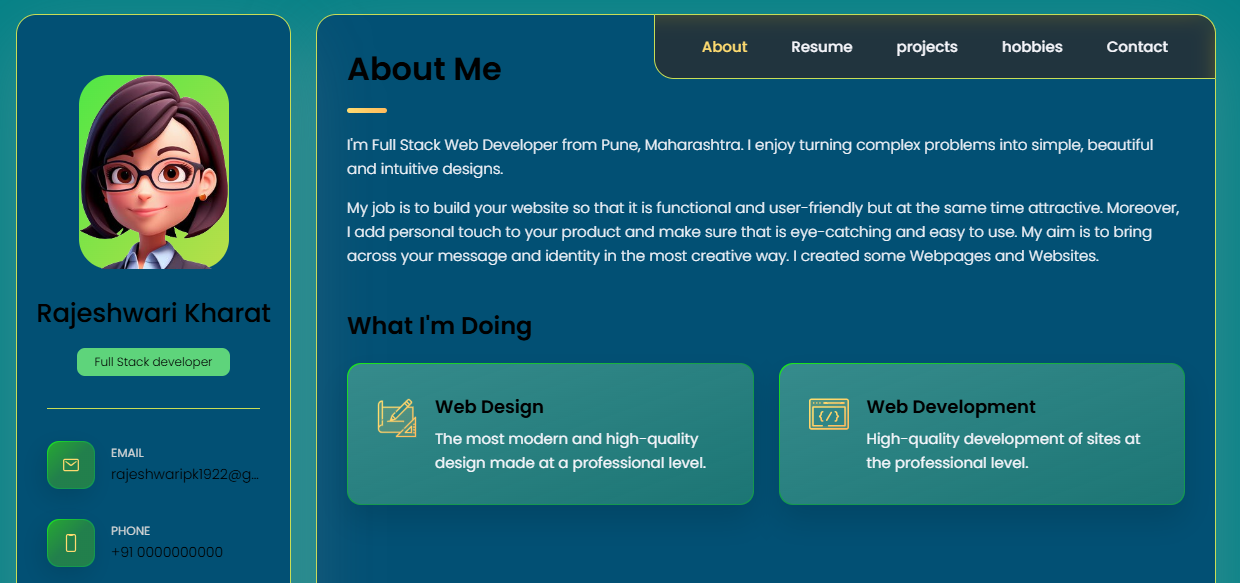 Rajeshwari Kharat
Full Stack developer
EMAIL
rajeshwaripk1922@g...
PHONE
+91 0000000000
About Resume projects hobbies Contact
About Me
I'm Full Stack Web Developer from Pune, Maharashtra. I enjoy turning complex problems into simple, beautiful
and intuitive designs.
My job is to build your website so that it is functional and user-friendly but at the same time attractive. Moreover,
I add personal touch to your product and make sure that is eye-catching and easy to use. My aim is to bring
across your message and identity in the most creative way. I created some Webpages and Websites.
What I'm Doing
Web Design
The most modern and high-quality
design made at a professional level.
Web Development
High-quality development of sites at
the professional level.